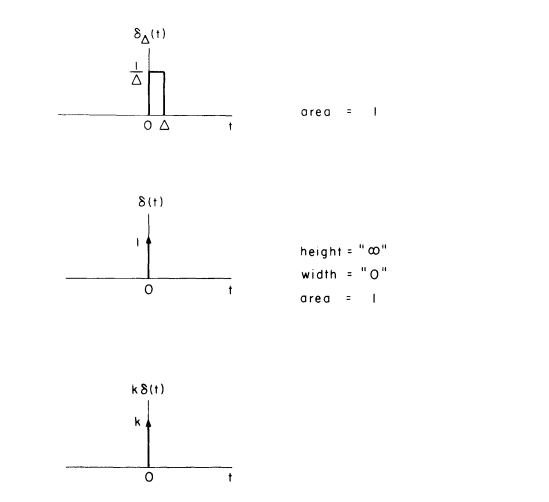 δ_Δ(t)
1/Δ
0 Δ t
area = 1
δ(t)
1
0 t
height = "∞"
width = "0"
area = 1
kδ(t)
k
0 t